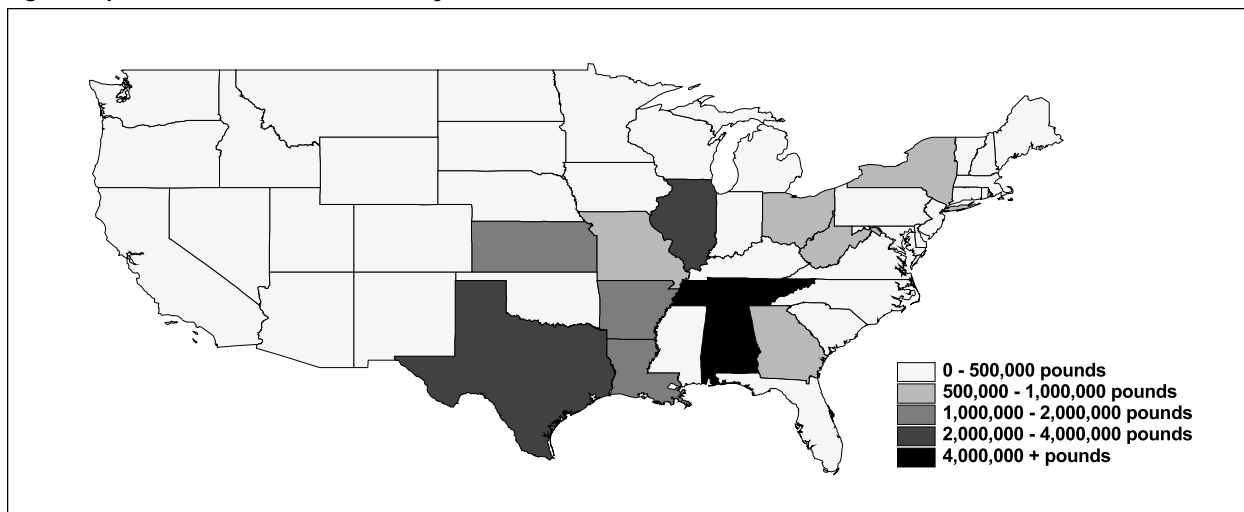 0 - 500,000 pounds
500,000 - 1,000,000 pounds
1,000,000 - 2,000,000 pounds
2,000,000 - 4,000,000 pounds
4,000,000 + pounds